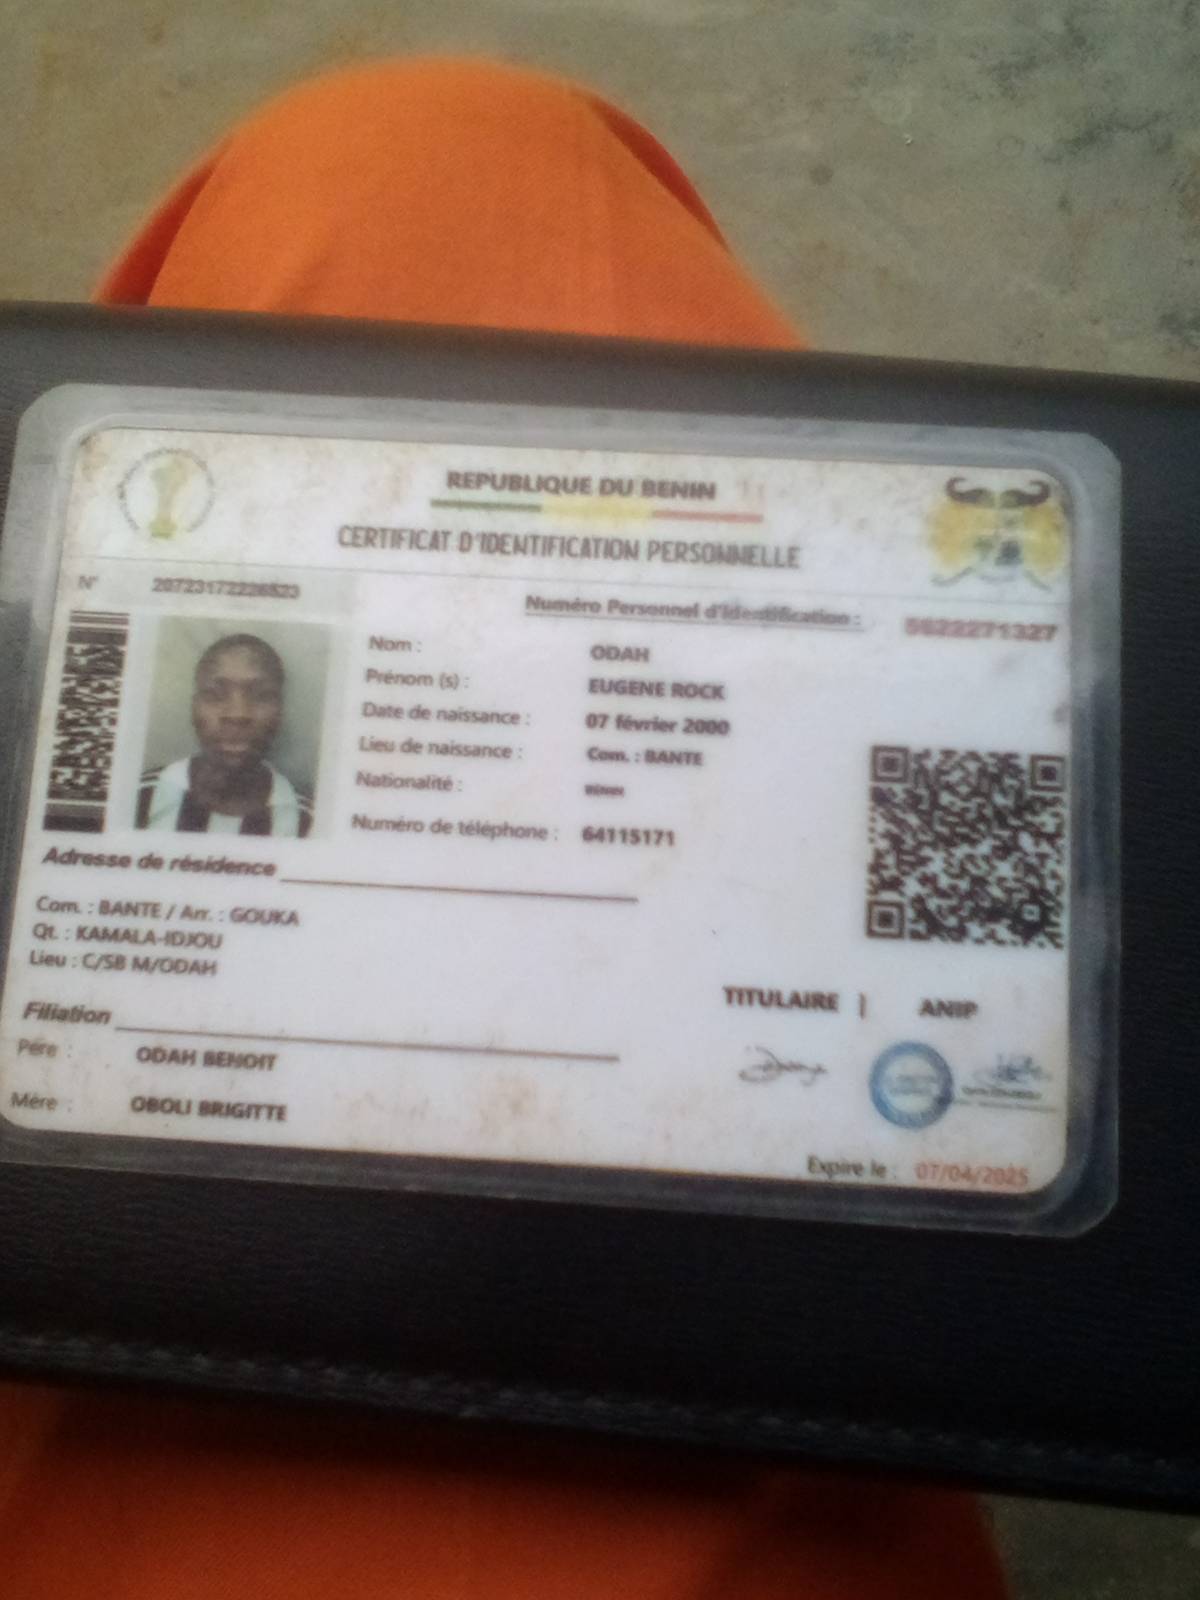 REPUBLIQUE DU BENIN
CERTIFICAT D'IDENTIFICATION PERSONNELLE
N°
Numéro Personnel d'Identification :
Nom : ODAH
Prénom (s) : EUGENE ROCK
Date de naissance : 07 février 2000
Lieu de naissance : Com. : BANTE
Nationalité :
Numéro de téléphone : 64115171
Adresse de résidence
Com. : BANTE / Arr. : GOUKA
Qt. : KAMALA-IDJOU
Lieu : C/SB M/ODAH
TITULAIRE | ANIP
Filiation
Père : ODAH BENOIT
Mère : OBOLI BRIGITTE
Expire le : 07/04/2025